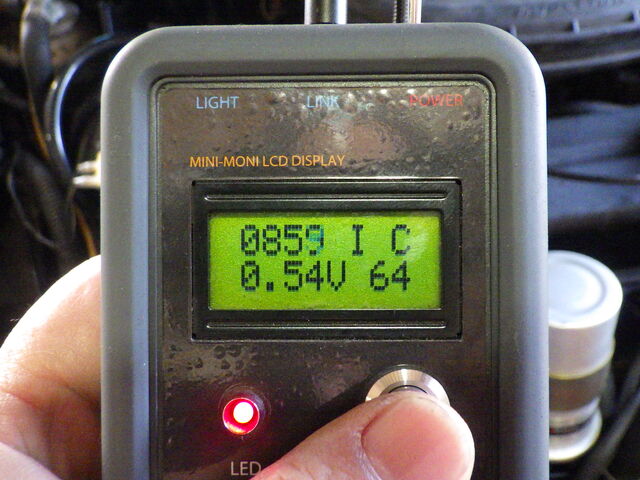 LIGHT LINK POWER
MINI-MONI LCD DISPLAY
0859 I C
0.54V 64
LED